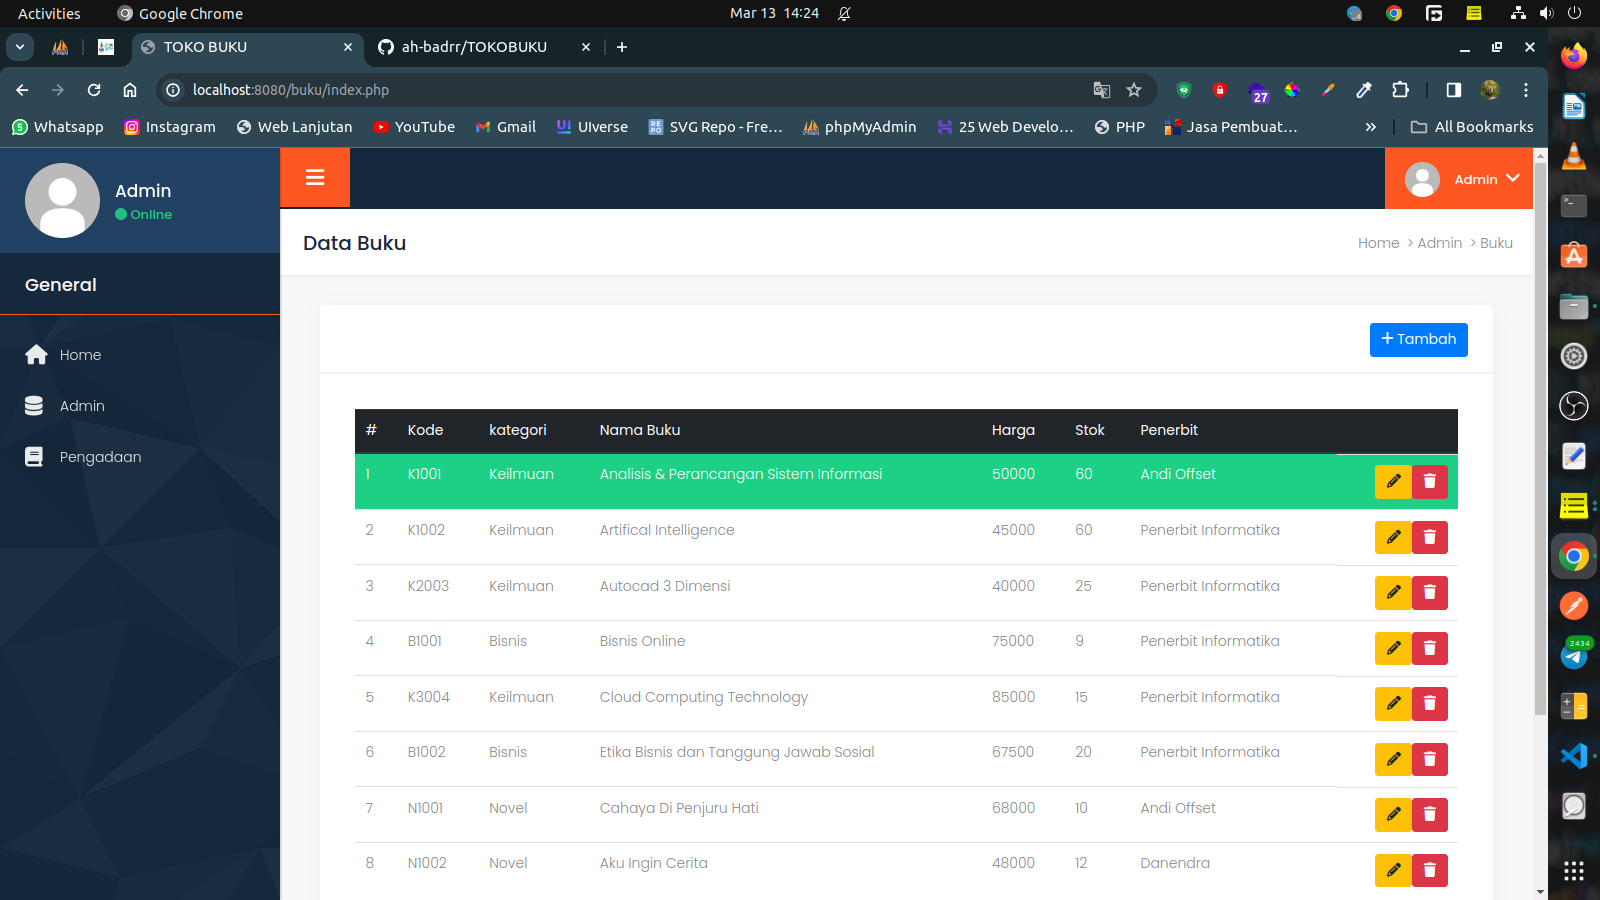 Activities Google Chrome Mar 13 14:24
TOKO BUKU ah-badrr/TOKOBUKU
localhost:8080/buku/index.php 27
Whatsapp Instagram Web Lanjutan YouTube Gmail UIverse SVG Repo - Fre... phpMyAdmin 25 Web Develo... PHP Jasa Pembuat... » All Bookmarks
Admin
Online
Admin
Data Buku
Home > Admin > Buku
General
Home
Admin
Pengadaan
+ Tambah
# Kode kategori Nama Buku Harga Stok Penerbit
1 K1001 Keilmuan Analisis & Perancangan Sistem Informasi 50000 60 Andi Offset
2 K1002 Keilmuan Artifical Intelligence 45000 60 Penerbit Informatika
3 K2003 Keilmuan Autocad 3 Dimensi 40000 25 Penerbit Informatika
4 B1001 Bisnis Bisnis Online 75000 9 Penerbit Informatika
5 K3004 Keilmuan Cloud Computing Technology 85000 15 Penerbit Informatika
6 B1002 Bisnis Etika Bisnis dan Tanggung Jawab Sosial 67500 20 Penerbit Informatika
7 N1001 Novel Cahaya Di Penjuru Hati 68000 10 Andi Offset
8 N1002 Novel Aku Ingin Cerita 48000 12 Danendra
2434